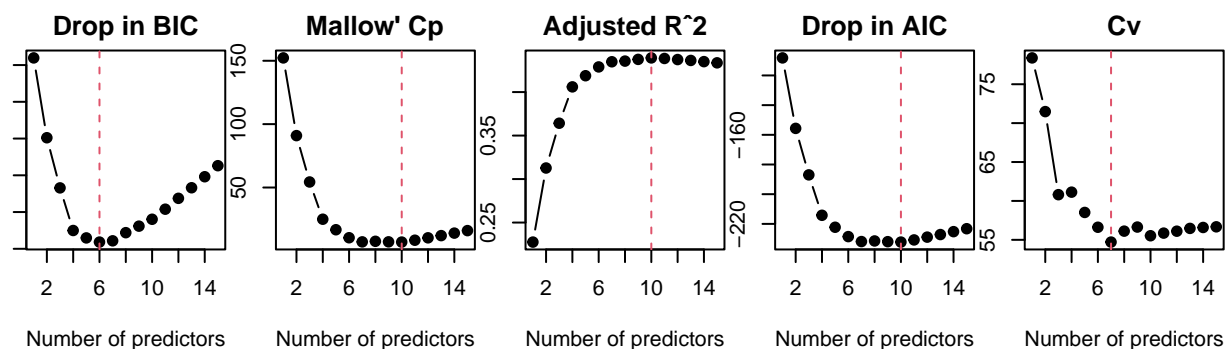 Drop in BIC
Mallow' Cp
Adjusted R^2
Drop in AIC
Cv
150
100
50
0.35
0.25
−160
−220
75
65
55
2 6 10 14
2 6 10 14
2 6 10 14
2 6 10 14
2 6 10 14
Number of predictors
Number of predictors
Number of predictors
Number of predictors
Number of predictors